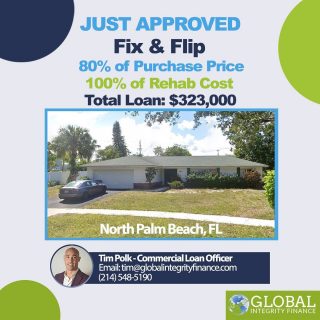 JUST APPROVED
Fix & Flip
80% of Purchase Price
100% of Rehab Cost
Total Loan: $323,000
North Palm Beach, FL
Tim Polk - Commercial Loan Officer
Email: tim@globalintegrityfinance.com
(214) 548-5190
GLOBAL
INTEGRITY FINANCE